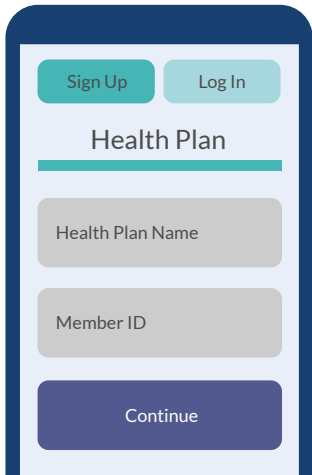 Sign Up
Log In
Health Plan
Health Plan Name
Member ID
Continue